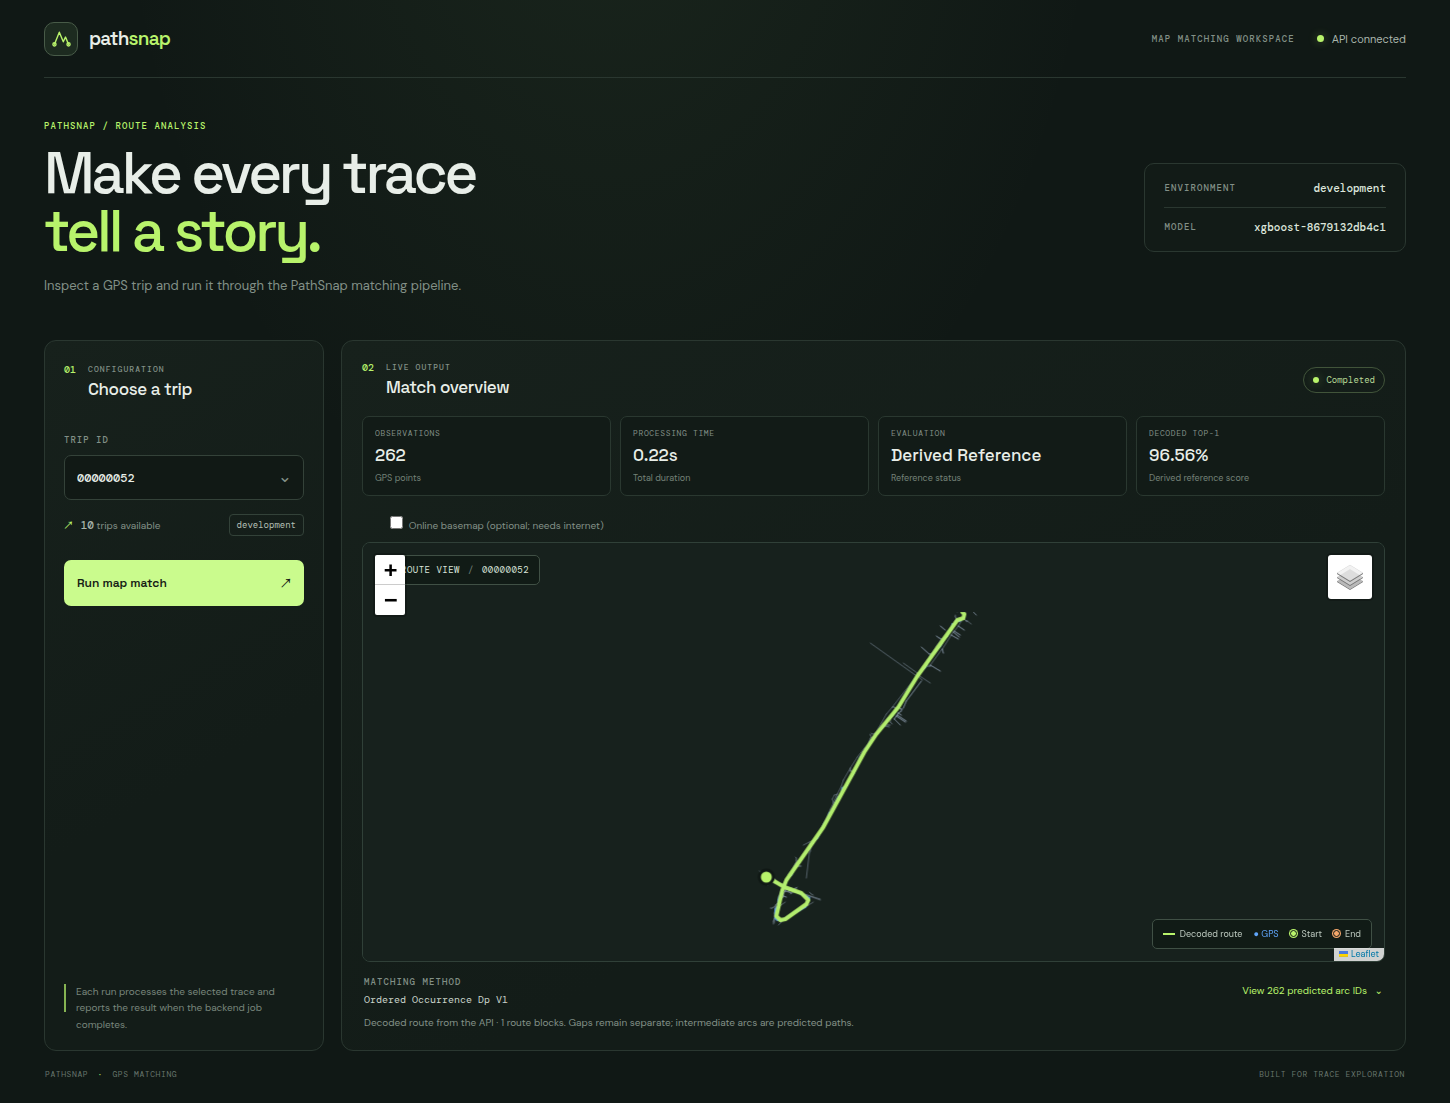 pathsnap
MAP MATCHING WORKSPACE
API connected
PATHSNAP / ROUTE ANALYSIS
Make every trace
tell a story.
Inspect a GPS trip and run it through the PathSnap matching pipeline.
ENVIRONMENT development
MODEL xgboost-8679132db4c1
01 CONFIGURATION
Choose a trip
TRIP ID
00000052
↗ 10 trips available
development
Run map match ↗
Each run processes the selected trace and
reports the result when the backend job
completes.
02 LIVE OUTPUT
Match overview
Completed
OBSERVATIONS
262
GPS points
PROCESSING TIME
0.22s
Total duration
EVALUATION
Derived Reference
Reference status
DECODED TOP-1
96.56%
Derived reference score
Online basemap (optional; needs internet)
+
−
OUTE VIEW / 00000052
Decoded route
GPS
Start
End
Leaflet
MATCHING METHOD
Ordered Occurrence Dp V1
View 262 predicted arc IDs
Decoded route from the API · 1 route blocks. Gaps remain separate; intermediate arcs are predicted paths.
PATHSNAP · GPS MATCHING
BUILT FOR TRACE EXPLORATION